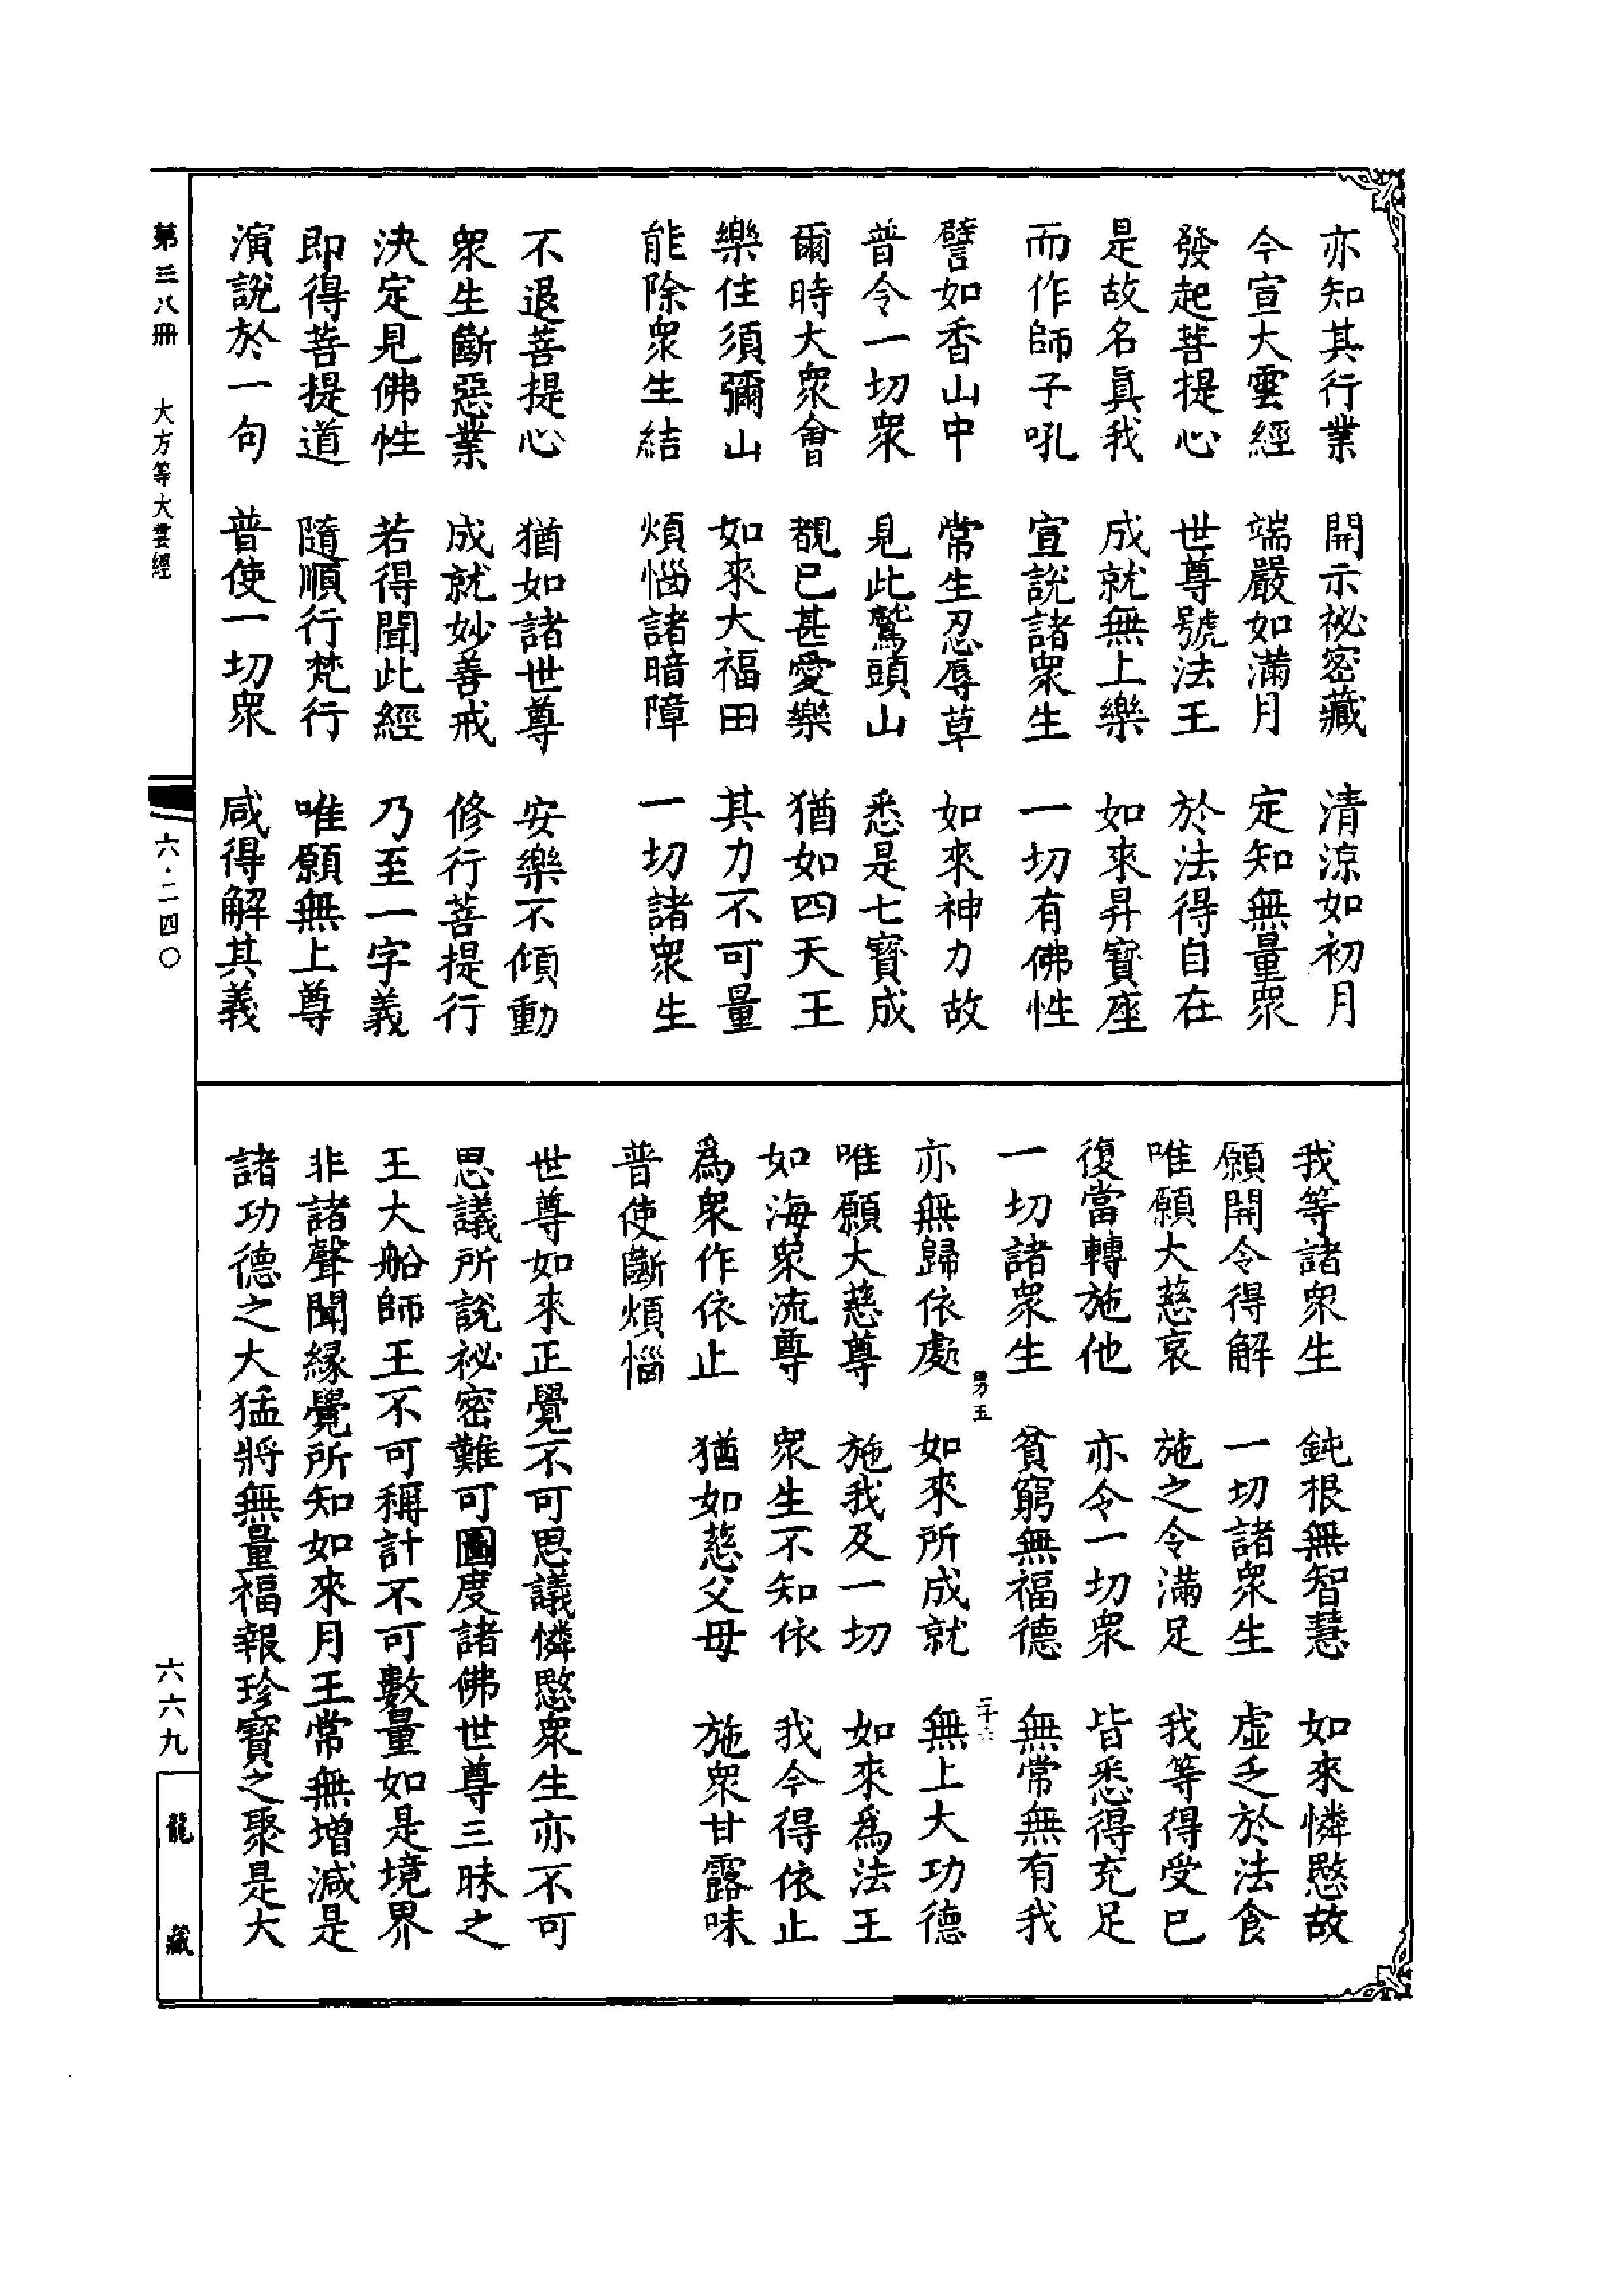 亦知其行業　開示祕密藏　清涼如初月
今宣大雲經　端嚴如滿月　定知無量眾
發起菩提心　世尊號法王　於法得自在
是故名真我　成就無上樂　如來昇寶座
而作師子吼　宣說諸眾生　一切有佛性
譬如香山中　常生忍辱草　如來神力故
普令一切眾　見此鷲頭山　悉是七寶成
爾時大眾會　覩已甚愛樂　猶如四天王
樂住須彌山　如來大福田　其力不可量
能除眾生結　煩惱諸暗障　一切諸眾生
不退菩提心　猶如諸世尊　安樂不傾動
眾生斷惡業　成就妙善戒　修行菩提行
決定見佛性　若得聞此經　乃至一字義
即得菩提道　隨順行梵行　唯願無上尊
演說於一句　普使一切眾　咸得解其義
我等諸眾生　鈍根無智慧　如來憐愍故
願開令得解　一切諸眾生　虛乏於法食
唯願大慈哀　施之令滿足　我等得受已
復當轉施他　亦令一切眾　皆悉得充足
一切諸眾生　貧窮無福德　無常無有我
男五　三十六
亦無歸依處　如來所成就　無上大功德
唯願大慈尊　施我及一切　如來為法王
如海眾流尊　眾生不知依　我今得依止
為眾作依止　猶如慈父母　施眾甘露味
普使斷煩惱
世尊如來正覺不可思議憐愍眾生亦不可
思議所說祕密難可圖度諸佛世尊三昧之
王大船師王不可稱計不可數量如是境界
非諸聲聞緣覺所知如來月王常無增減是
諸功德之大猛將無量福報珍寶之聚是大
第三八冊　大方等大雲經　六·二四〇　六六九　龍藏